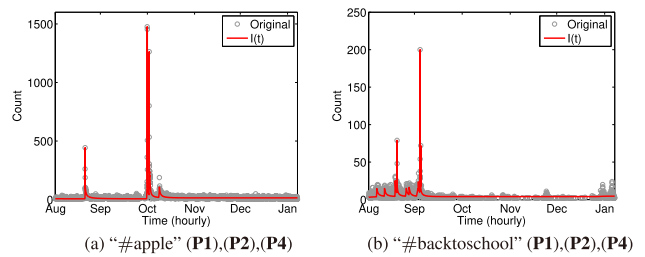 1500
1000
500
0
Count
Original
I(t)
Aug Sep Oct Nov Dec Jan
Time (hourly)
(a) “#apple” (P1),(P2),(P4)
250
200
150
100
50
0
Count
Original
I(t)
Aug Sep Oct Nov Dec Jan
Time (hourly)
(b) “#backtoschool” (P1),(P2),(P4)